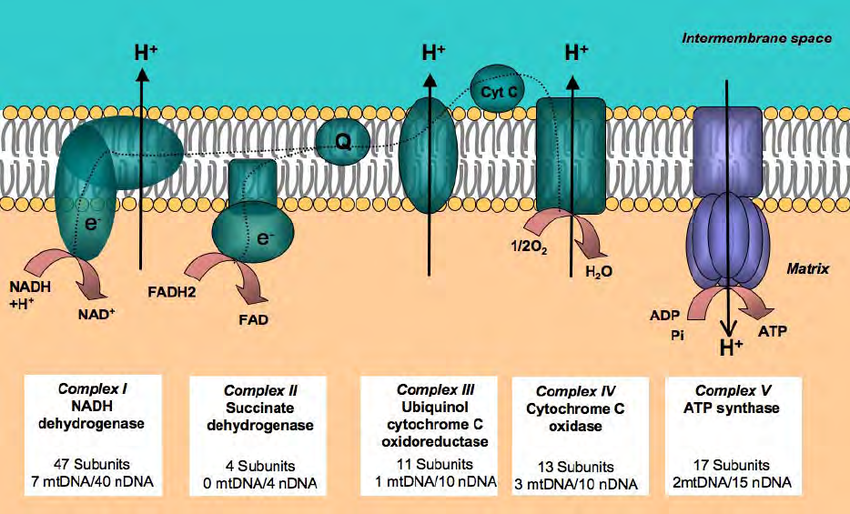 Intermembrane space
H⁺
H⁺
H⁺
Cyt C
Q
e⁻
e⁻
NADH
+H⁺
NAD⁺
FADH2
FAD
1/2O₂
H₂O
Matrix
ADP
Pi
ATP
H⁺
Complex I
NADH
dehydrogenase
47 Subunits
7 mtDNA/40 nDNA
Complex II
Succinate
dehydrogenase
4 Subunits
0 mtDNA/4 nDNA
Complex III
Ubiquinol
cytochrome C
oxidoreductase
11 Subunits
1 mtDNA/10 nDNA
Complex IV
Cytochrome C
oxidase
13 Subunits
3 mtDNA/10 nDNA
Complex V
ATP synthase
17 Subunits
2mtDNA/15 nDNA